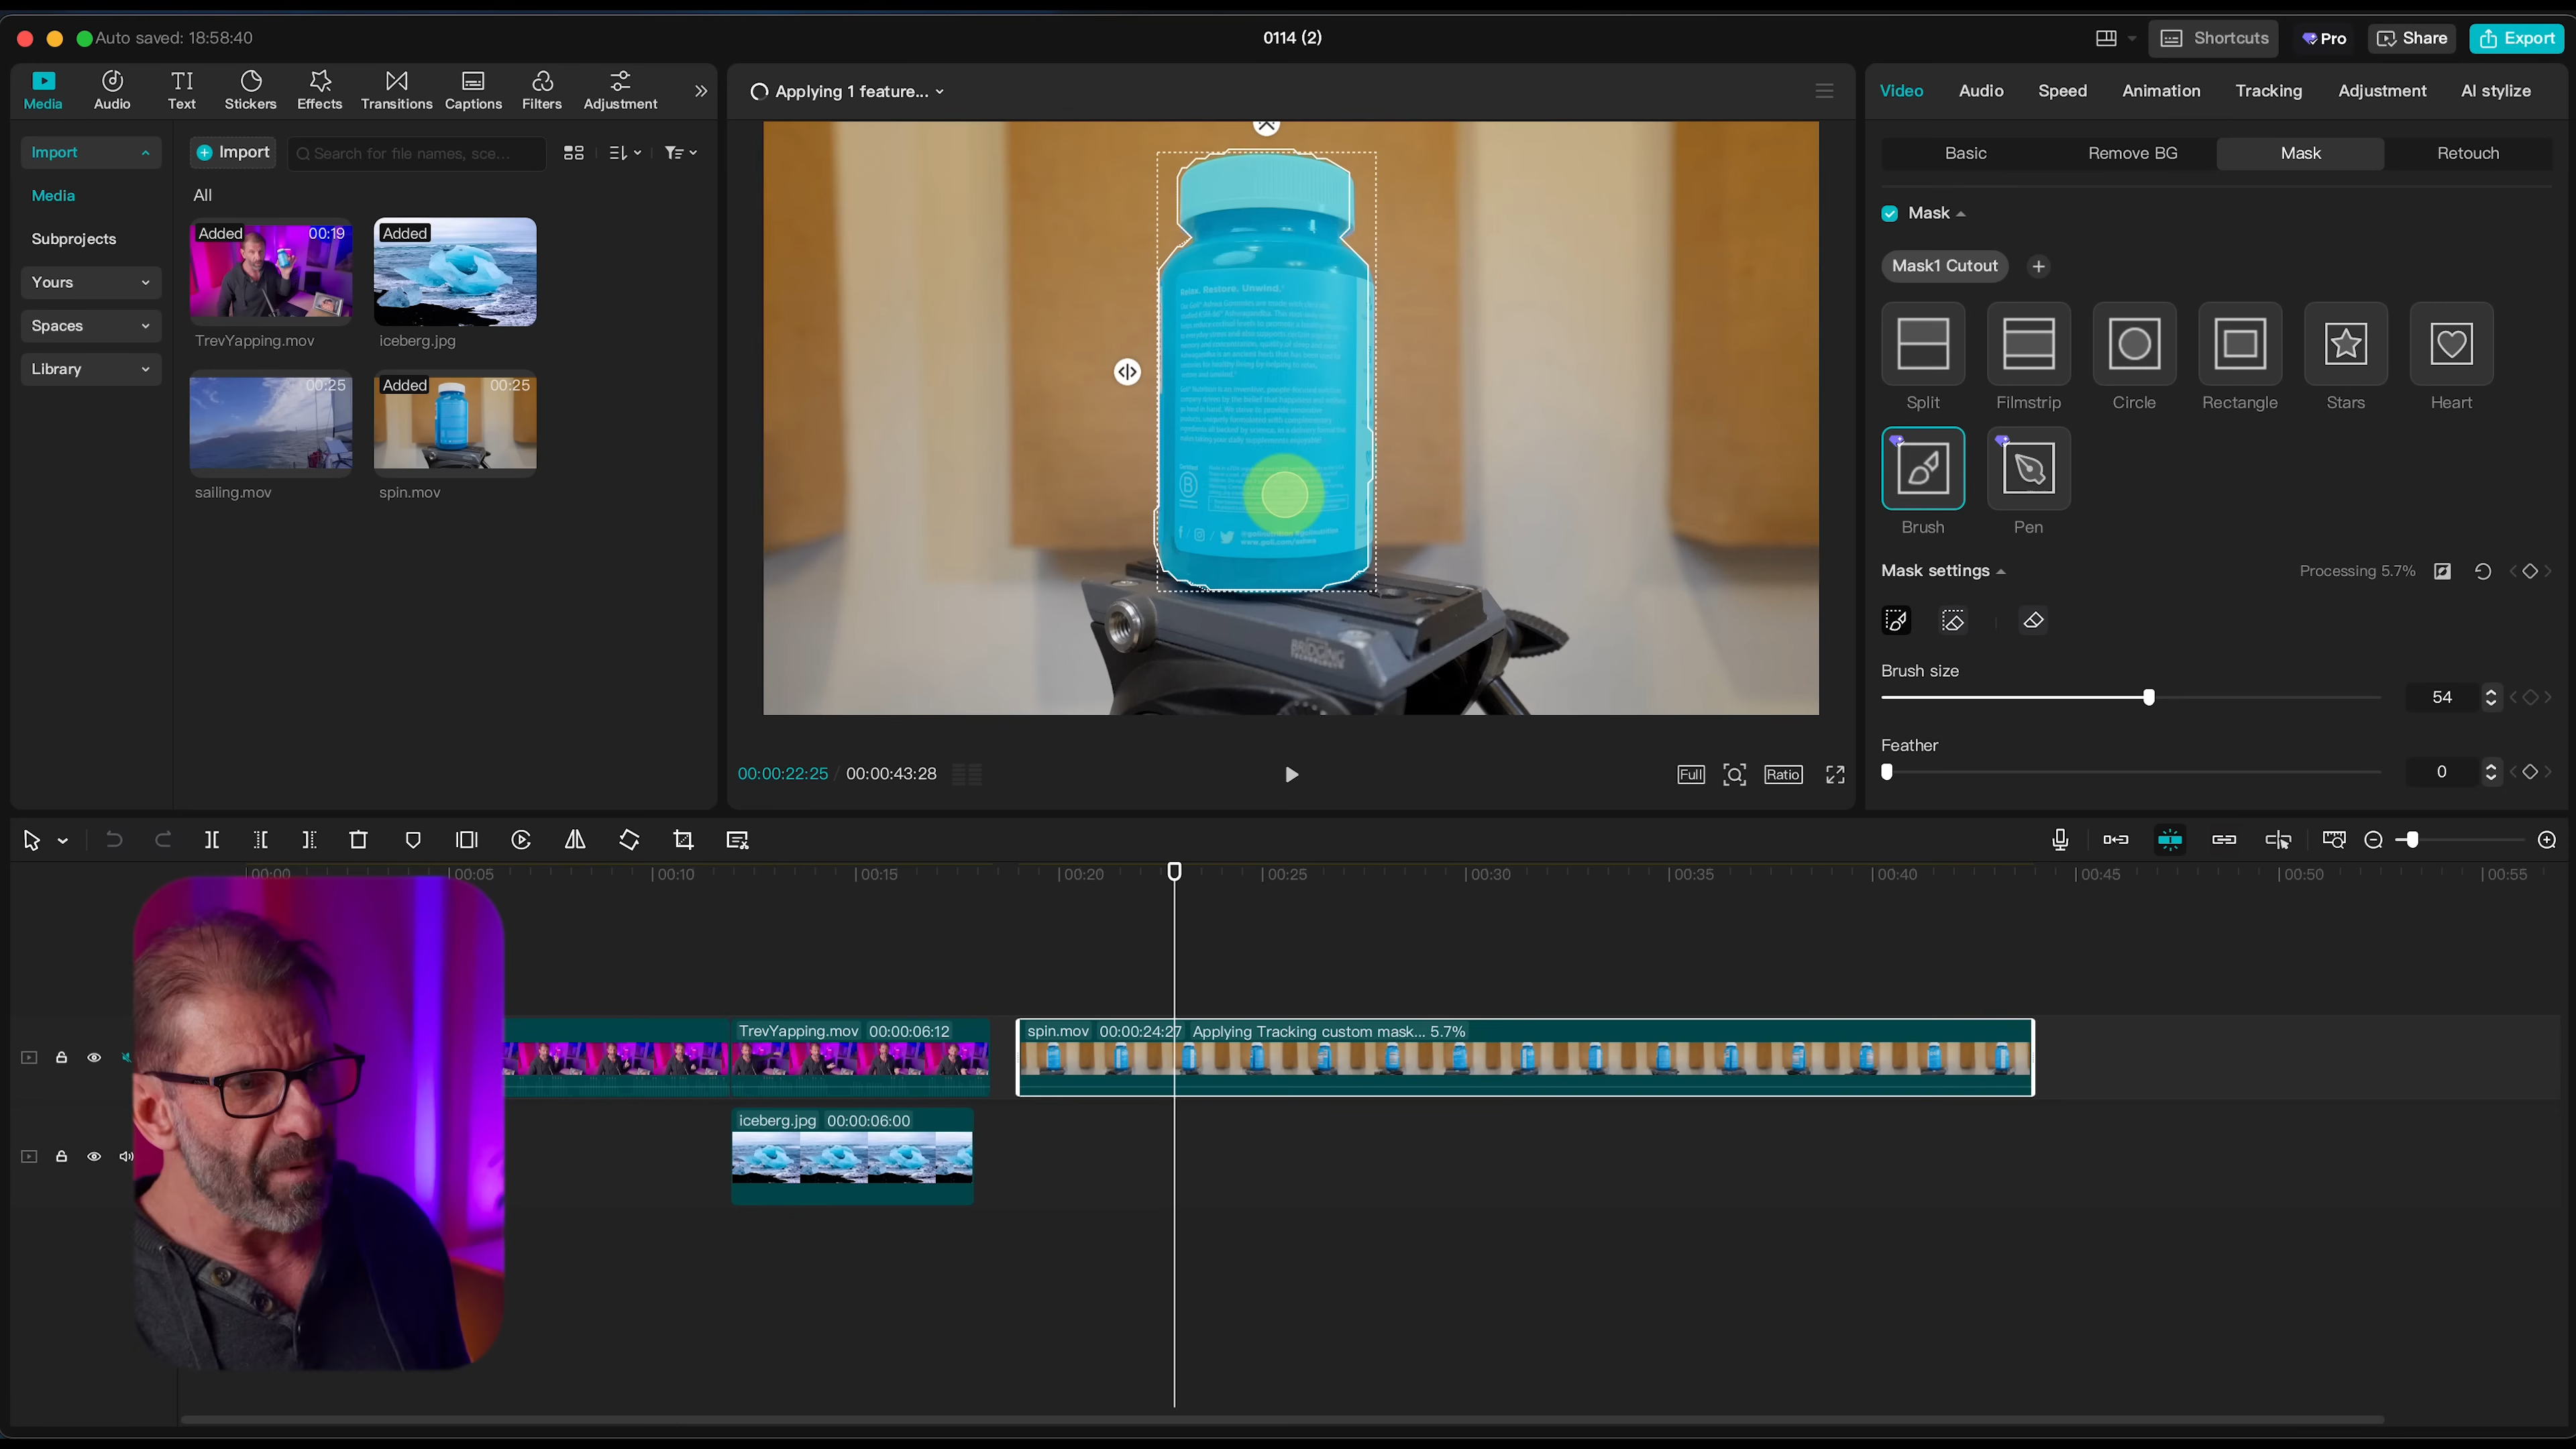 Auto saved: 18:58:40
0114 (2)
Shortcuts
Pro
Share
Export
Media
Audio
Text
Stickers
Effects
Transitions
Captions
Filters
Adjustment
Applying 1 feature...
Video
Audio
Speed
Animation
Tracking
Adjustment
AI stylize
Import
Media
Subprojects
Yours
Spaces
Library
Import
Search for file names, sce...
All
Added 00:19
TrevYapping.mov
Added
iceberg.jpg
00:25
sailing.mov
Added 00:25
spin.mov
Relax. Restore. Unwind.
BRIDGING
TECHNOLOGY
00:00:22:25 / 00:00:43:28
Full
Ratio
Basic
Remove BG
Mask
Retouch
Mask
Mask1 Cutout
Split
Filmstrip
Circle
Rectangle
Stars
Heart
Brush
Pen
Mask settings
Processing 5.7%
Brush size
54
Feather
0
00:00
00:05
00:10
00:15
00:20
00:25
00:30
00:35
00:40
00:45
00:50
00:55
TrevYapping.mov 00:00:06:12
spin.mov 00:00:24:27 Applying Tracking custom mask... 5.7%
iceberg.jpg 00:00:06:00